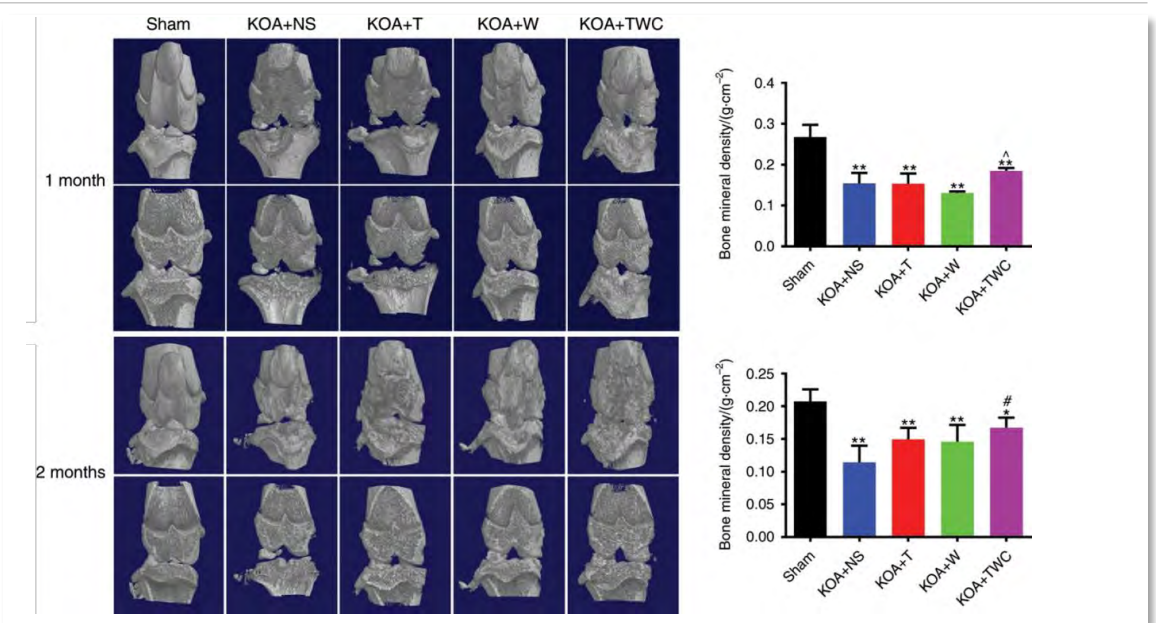 Sham KOA+NS KOA+T KOA+W KOA+TWC
1 month
2 months
Bone mineral density/(g·cm−2)
0.4
0.3
0.2
0.1
0.0
**
**
**
^
**
Sham
KOA+NS
KOA+T
KOA+W
KOA+TWC
Bone mineral density/(g·cm−2)
0.25
0.20
0.15
0.10
0.05
0.00
**
**
**
#
*
Sham
KOA+NS
KOA+T
KOA+W
KOA+TWC